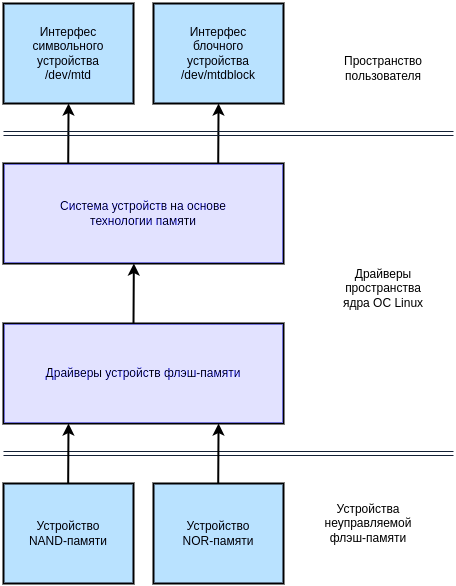 Интерфес
символьного
устройства
/dev/mtd
Интерфес
блочного
устройства
/dev/mtdblock
Пространство
пользователя
Система устройств на основе
технологии памяти
Драйверы
пространства
ядра ОС Linux
Драйверы устройств флэш-памяти
Устройство
NAND-памяти
Устройство
NOR-памяти
Устройства
неуправляемой
флэш-памяти